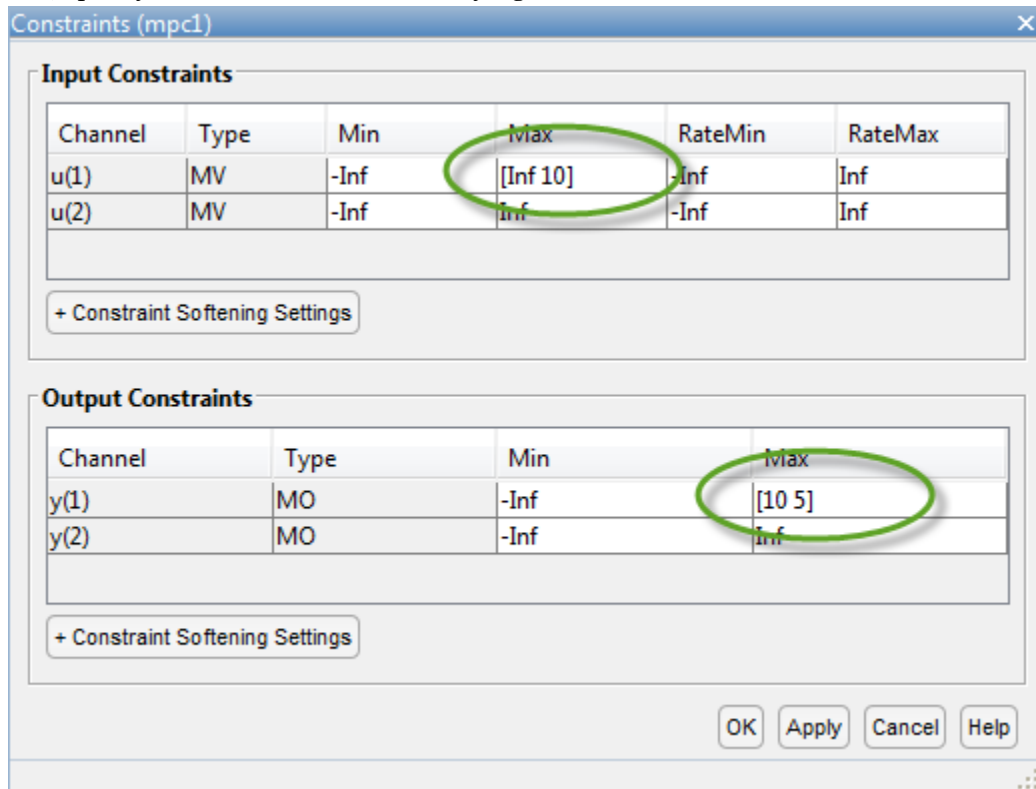 Constraints (mpc1)
Input Constraints
Channel Type Min Max RateMin RateMax
u(1) MV -Inf [Inf 10] -Inf Inf
u(2) MV -Inf Inf -Inf Inf
+ Constraint Softening Settings
Output Constraints
Channel Type Min Max
y(1) MO -Inf [10 5]
y(2) MO -Inf Inf
+ Constraint Softening Settings
OK Apply Cancel Help